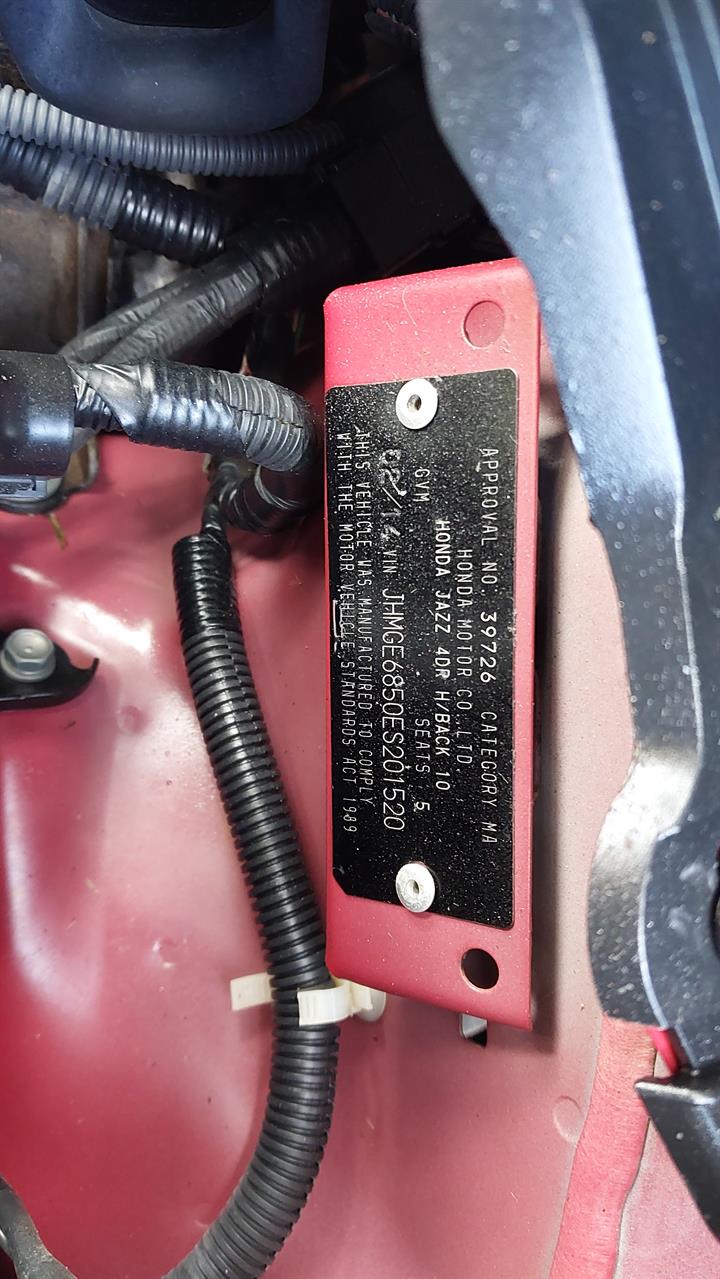 APPROVAL NO. 39726 CATEGORY MA
HONDA MOTOR CO.,LTD.
HONDA JAZZ 4DR H/BACK 10
GVM SEATS 5
02/14 VIN JHMGE6850ES201520
THIS VEHICLE WAS MANUFACTURED TO COMPLY
WITH THE MOTOR VEHICLE STANDARDS ACT 1989